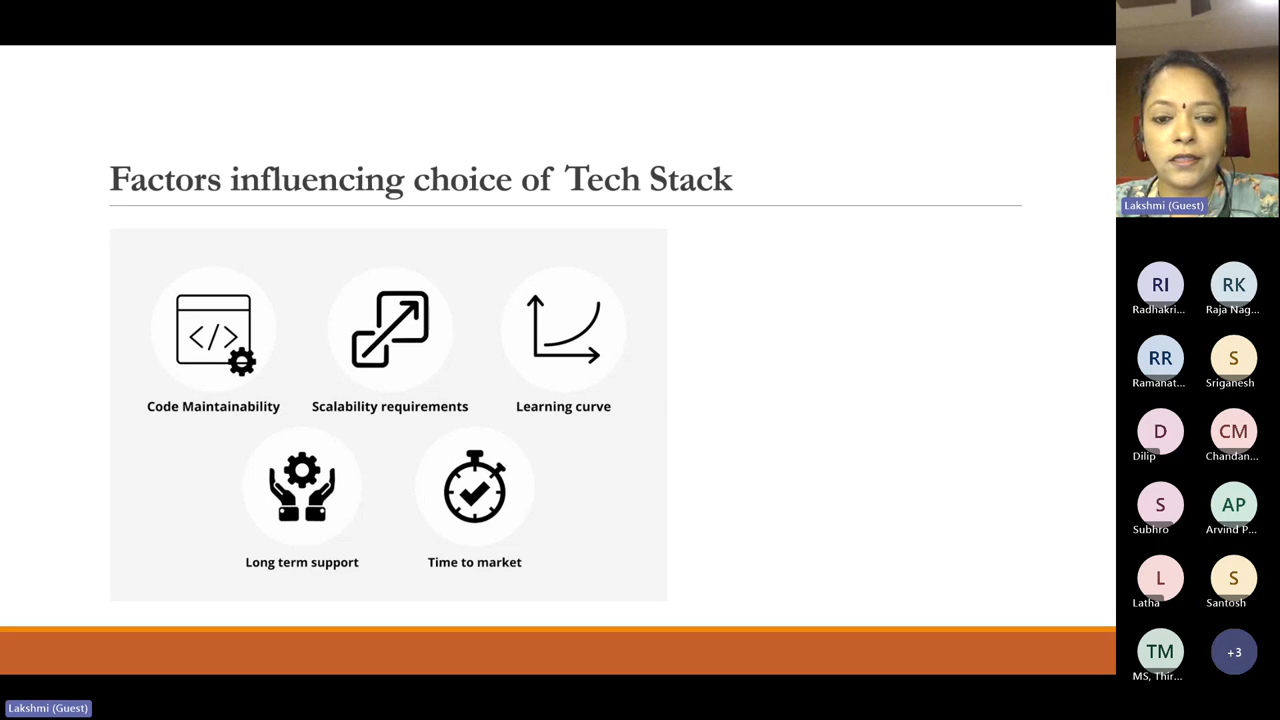 Factors influencing choice of Tech Stack
</>
Code Maintainability
Scalability requirements
Learning curve
Long term support
Time to market
Lakshmi (Guest)
RI
RK
Radhakri...
Raja Nag...
RR
S
Ramanat...
Sriganesh
D
CM
Dilip
Chandan...
S
AP
Subhro
Arvind P...
L
S
Latha
Santosh
TM
+3
MS, Thir...
Lakshmi (Guest)